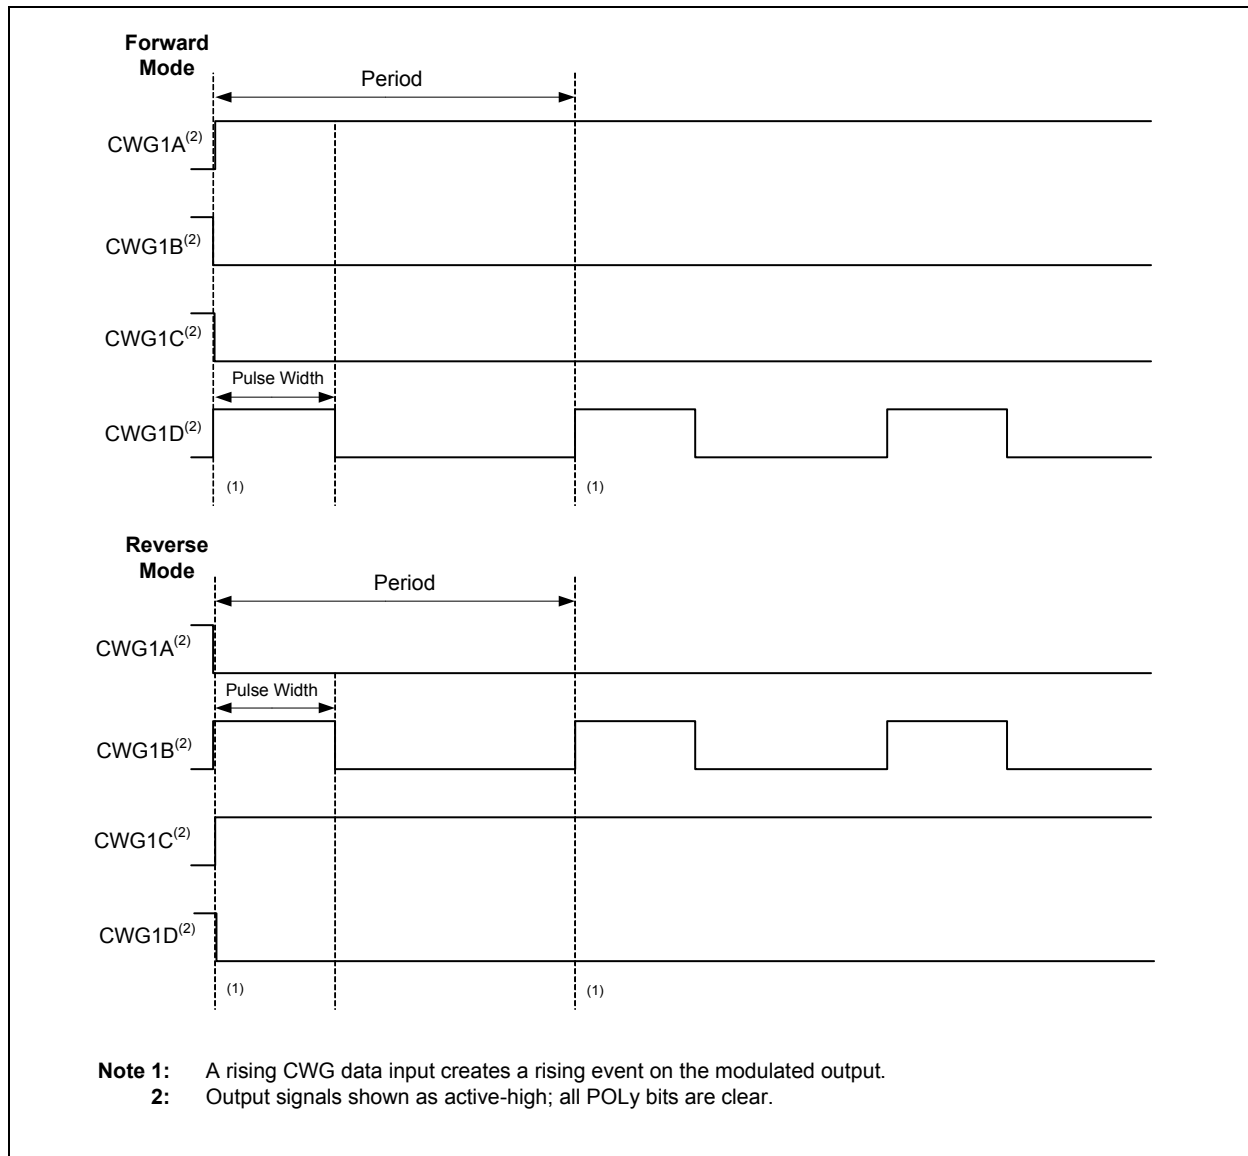 Forward
Mode
Period
CWG1A(2)
CWG1B(2)
CWG1C(2)
Pulse Width
CWG1D(2)
(1)
(1)
Reverse
Mode
Period
CWG1A(2)
Pulse Width
CWG1B(2)
CWG1C(2)
CWG1D(2)
(1)
(1)
Note 1: A rising CWG data input creates a rising event on the modulated output.
2: Output signals shown as active-high; all POLy bits are clear.